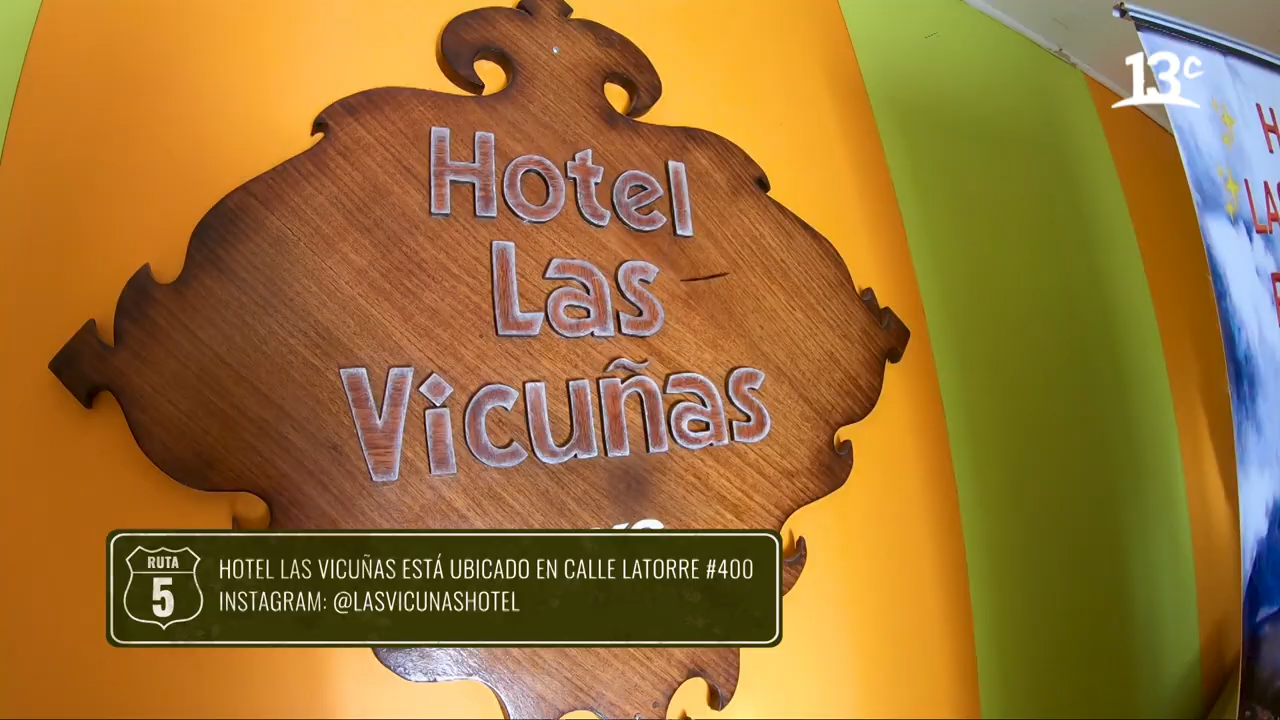 Hotel
Las
Vicuñas
13c
RUTA
5
HOTEL LAS VICUÑAS ESTÁ UBICADO EN CALLE LATORRE #400
INSTAGRAM: @LASVICUNASHOTEL